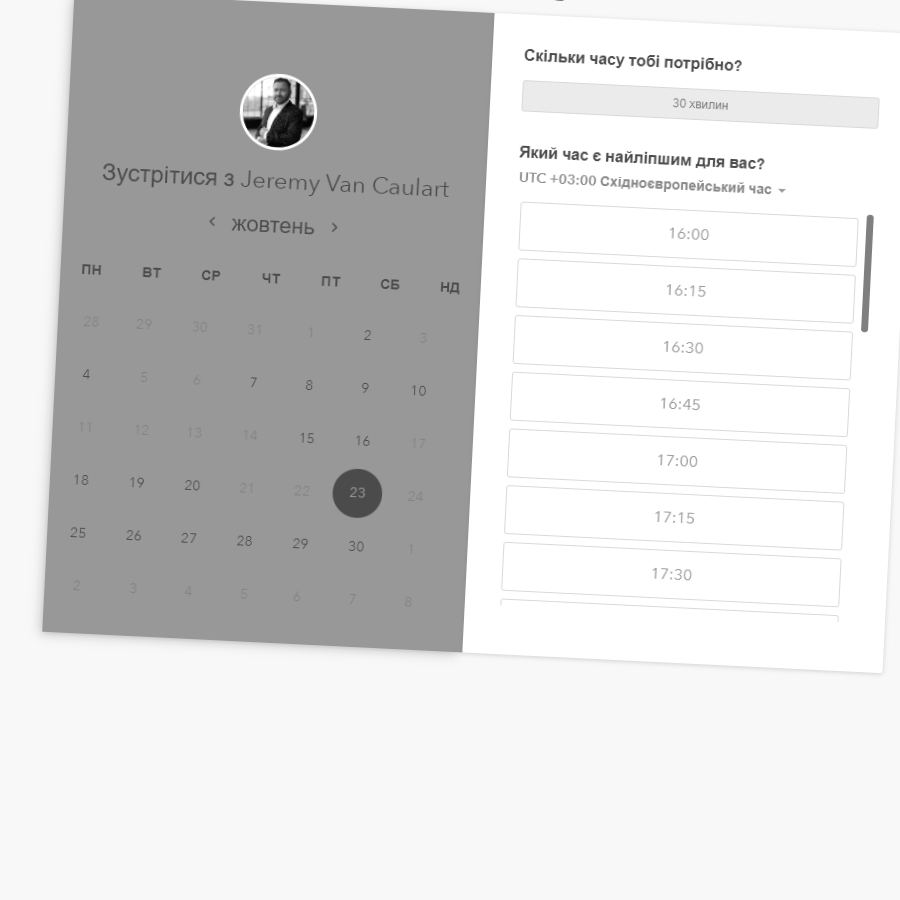 Зустрітися з Jeremy Van Caulart
жовтень
ПН ВТ СР ЧТ ПТ СБ НД
28 29 30 31 1 2 3
4 5 6 7 8 9 10
11 12 13 14 15 16 17
18 19 20 21 22 23 24
25 26 27 28 29 30 1
2 3 4 5 6 7 8
Скільки часу тобі потрібно?
30 хвилин
Який час є найліпшим для вас?
UTC +03:00 Східноєвропейський час
16:00
16:15
16:30
16:45
17:00
17:15
17:30